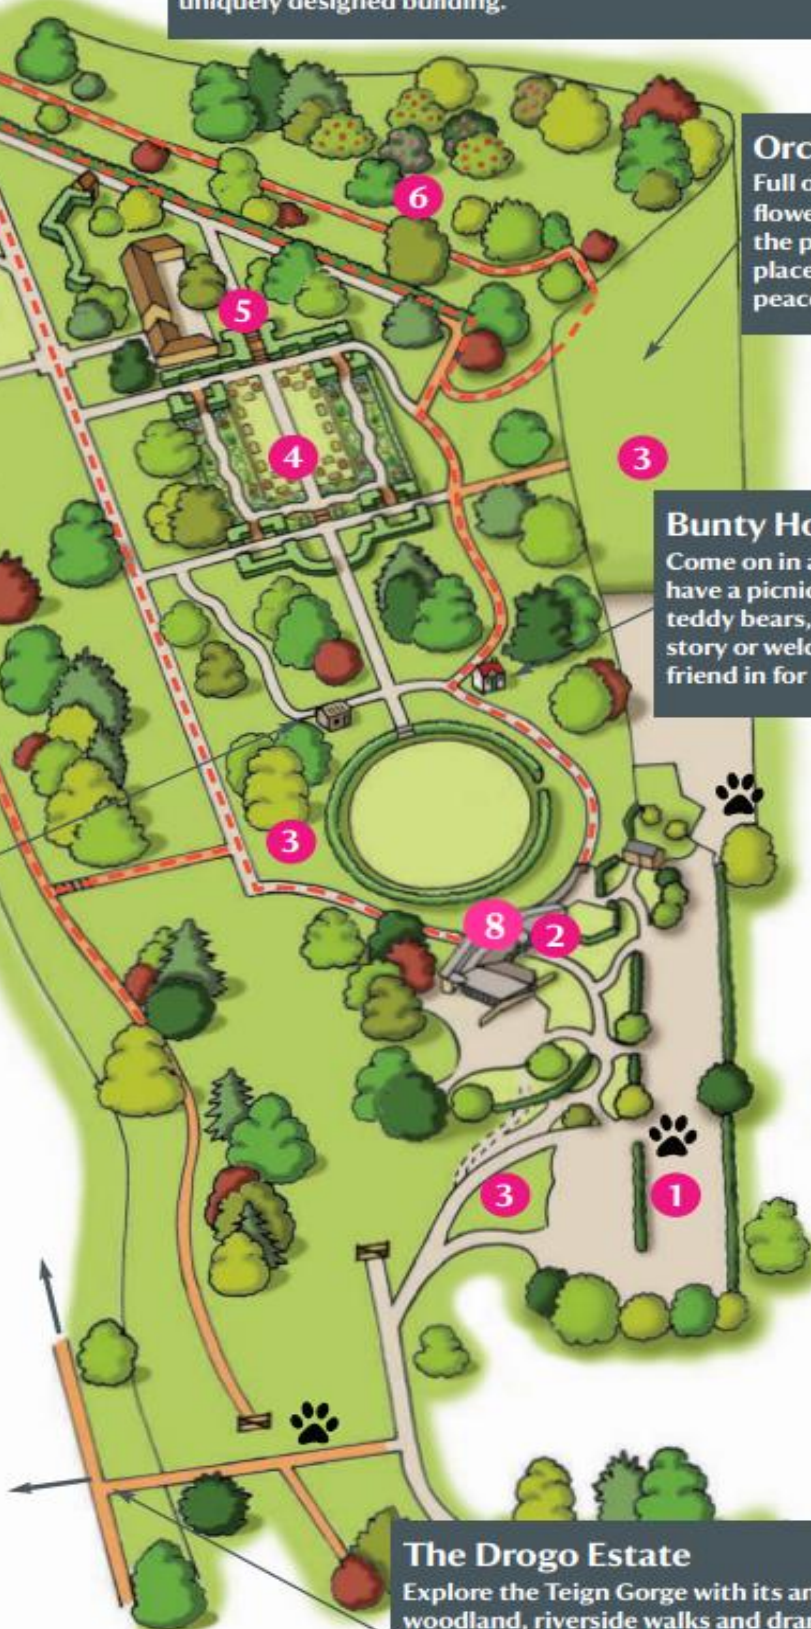 uniquely designed building.
Orc
Full o
flowe
the p
place
peace
6
5
4
3
Bunty Ho
Come on in a
have a picnic
teddy bears,
story or welc
friend in for
3
8
2
3
1
The Drogo Estate
Explore the Teign Gorge with its an
woodland, riverside walks and drar